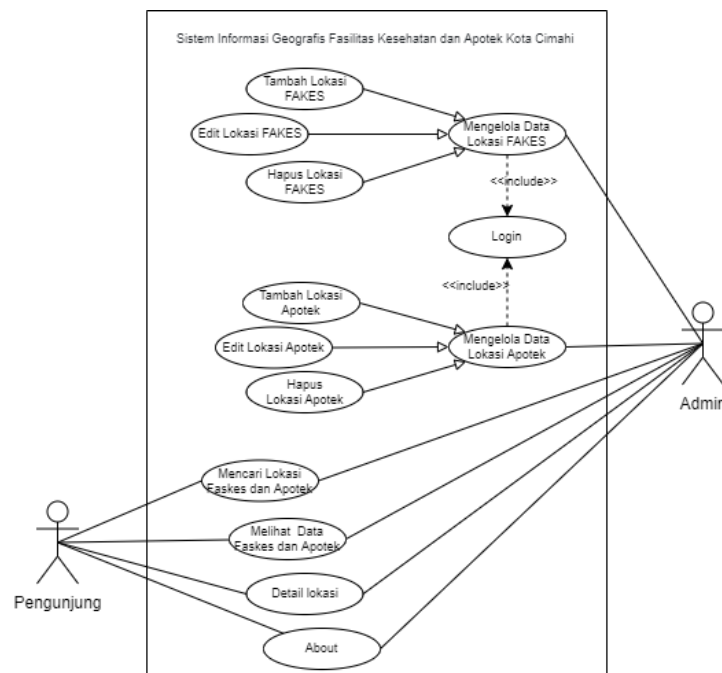 Sistem Informasi Geografis Fasilitas Kesehatan dan Apotek Kota Cimahi
Tambah Lokasi
FAKES
Edit Lokasi FAKES
Mengelola Data
Lokasi FAKES
Hapus Lokasi
FAKES
<<include>>
Login
<<include>>
Tambah Lokasi
Apotek
Edit Lokasi Apotek
Mengelola Data
Lokasi Apotek
Hapus
Lokasi Apotek
Admin
Mencari Lokasi
Faskes dan Apotek
Melihat Data
Faskes dan Apotek
Detail lokasi
Pengunjung
About